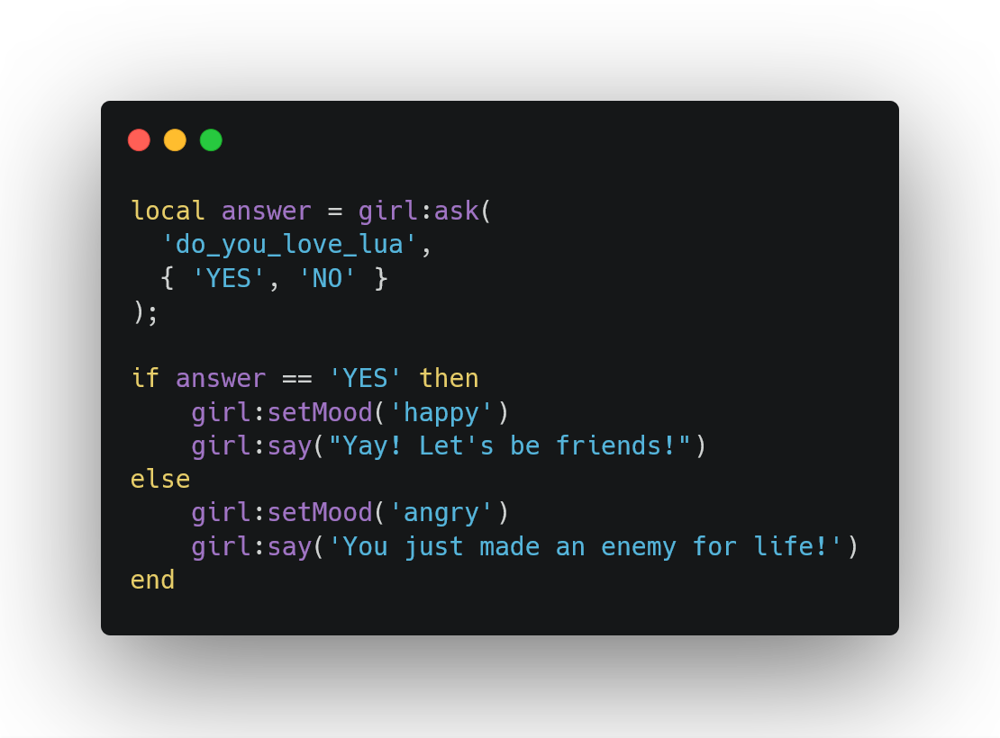 local answer = girl:ask(
  'do_you_love_lua',
  { 'YES', 'NO' }
);

if answer == 'YES' then
    girl:setMood('happy')
    girl:say("Yay! Let's be friends!")
else
    girl:setMood('angry')
    girl:say('You just made an enemy for life!')
end